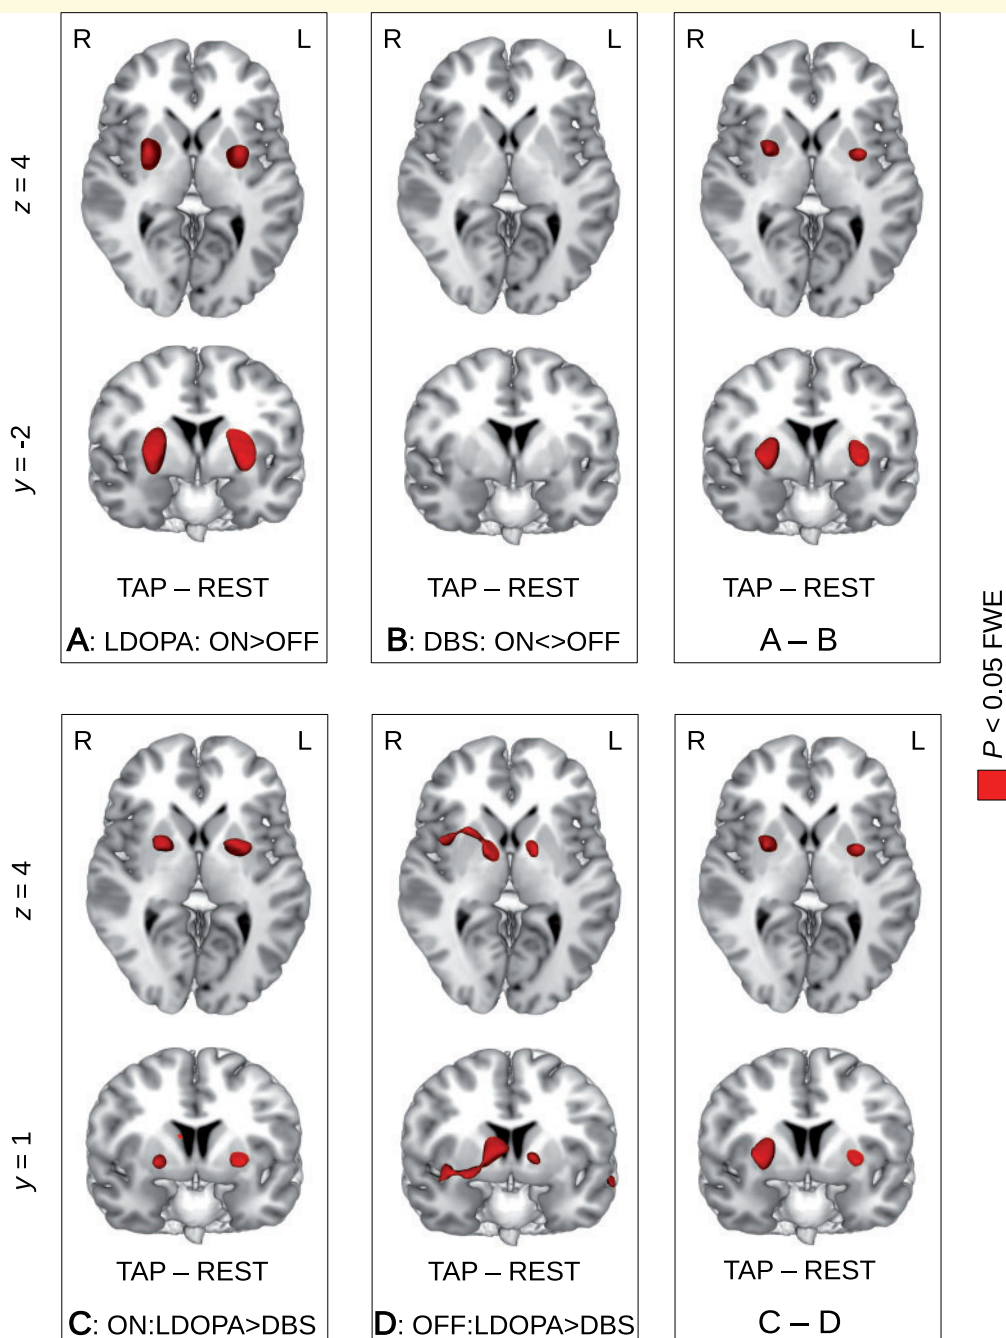 R L
z = 4
y = -2
TAP – REST
A: LDOPA: ON>OFF
R L
TAP – REST
B: DBS: ON<>OFF
R L
TAP – REST
A – B
R L
z = 4
y = 1
TAP – REST
C: ON:LDOPA>DBS
R L
TAP – REST
D: OFF:LDOPA>DBS
R L
TAP – REST
C – D
P < 0.05 FWE